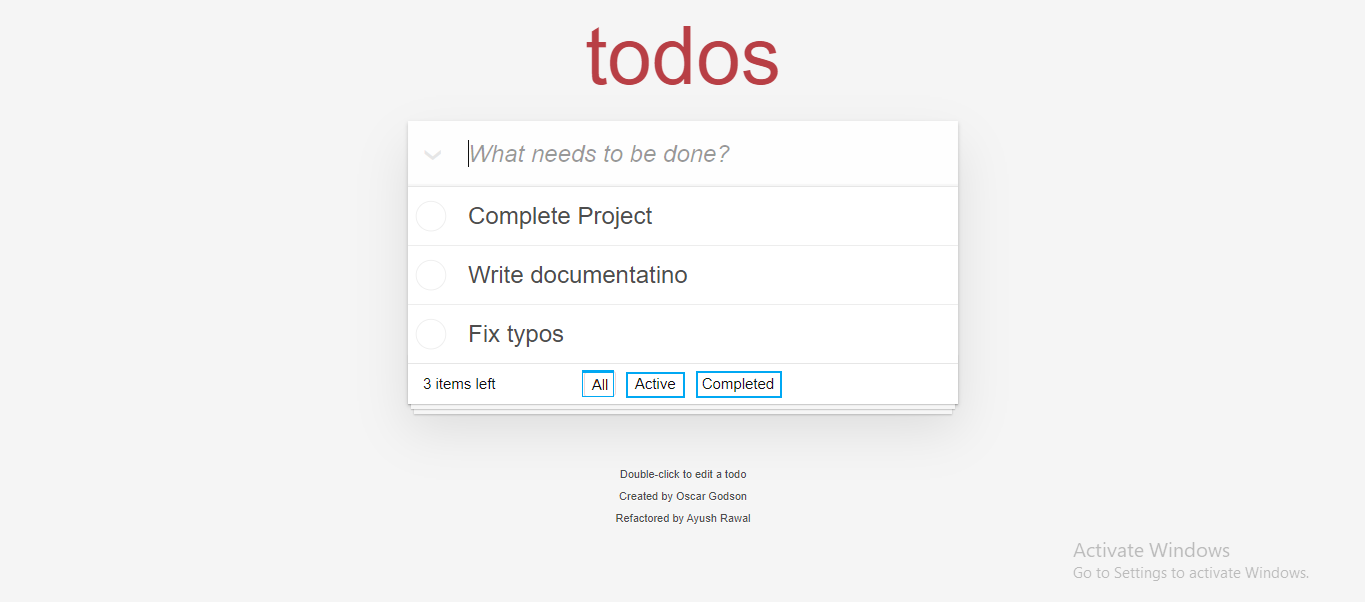 todos
What needs to be done?
Complete Project
Write documentatino
Fix typos
3 items left All Active Completed
Double-click to edit a todo
Created by Oscar Godson
Refactored by Ayush Rawal
Activate Windows
Go to Settings to activate Windows.